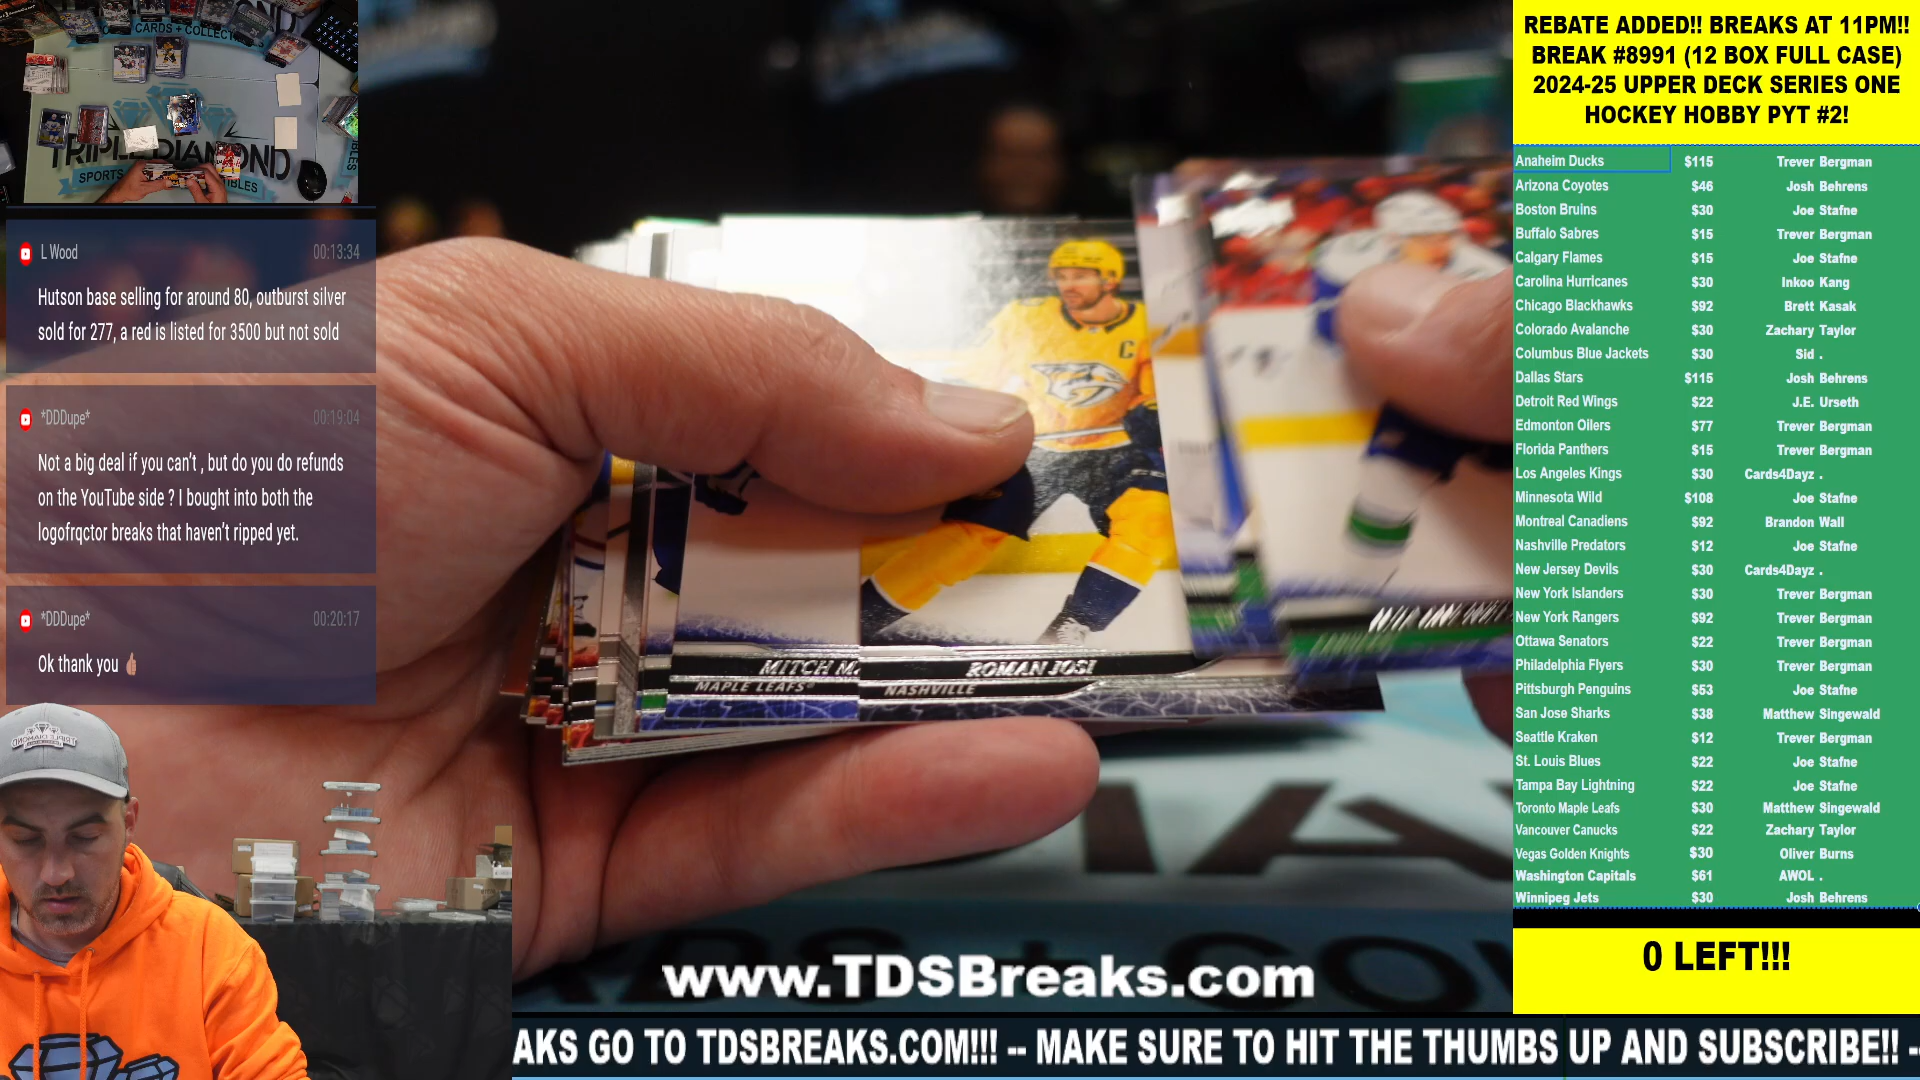 REBATE ADDED!! BREAKS AT 11PM!!
BREAK #8991 (12 BOX FULL CASE)
2024-25 UPPER DECK SERIES ONE
HOCKEY HOBBY PYT #2!
Anaheim Ducks $115 Trever Bergman
Arizona Coyotes $46 Josh Behrens
Boston Bruins $30 Joe Stafne
Buffalo Sabres $15 Trever Bergman
Calgary Flames $15 Joe Stafne
Carolina Hurricanes $30 Inkoo Kang
Chicago Blackhawks $92 Brett Kasak
Colorado Avalanche $30 Zachary Taylor
Columbus Blue Jackets $30 Sid .
Dallas Stars $115 Josh Behrens
Detroit Red Wings $22 J.E. Urseth
Edmonton Oilers $77 Trever Bergman
Florida Panthers $15 Trever Bergman
Los Angeles Kings $30 Cards4Dayz .
Minnesota Wild $108 Joe Stafne
Montreal Canadiens $92 Brandon Wall
Nashville Predators $12 Joe Stafne
New Jersey Devils $30 Cards4Dayz .
New York Islanders $30 Trever Bergman
New York Rangers $92 Trever Bergman
Ottawa Senators $22 Trever Bergman
Philadelphia Flyers $30 Trever Bergman
Pittsburgh Penguins $53 Joe Stafne
San Jose Sharks $38 Matthew Singewald
Seattle Kraken $12 Trever Bergman
St. Louis Blues $22 Joe Stafne
Tampa Bay Lightning $22 Joe Stafne
Toronto Maple Leafs $30 Matthew Singewald
Vancouver Canucks $22 Zachary Taylor
Vegas Golden Knights $30 Oliver Burns
Washington Capitals $61 AWOL .
Winnipeg Jets $30 Josh Behrens
0 LEFT!!!
TRIPLE DIAMOND
SPORTS
L Wood 00:13:34
Hutson base selling for around 80, outburst silver
sold for 277, a red is listed for 3500 but not sold
*DDDupe* 00:19:04
Not a big deal if you can't , but do you do refunds
on the YouTube side ? I bought into both the
logofrqctor breaks that haven't ripped yet.
*DDDupe* 00:20:17
Ok thank you 👍🏼
C
MITCH M
MAPLE LEAFS
ROMAN JOSI
NASHVILLE
www.TDSBreaks.com
AKS GO TO TDSBREAKS.COM!!! -- MAKE SURE TO HIT THE THUMBS UP AND SUBSCRIBE!! -